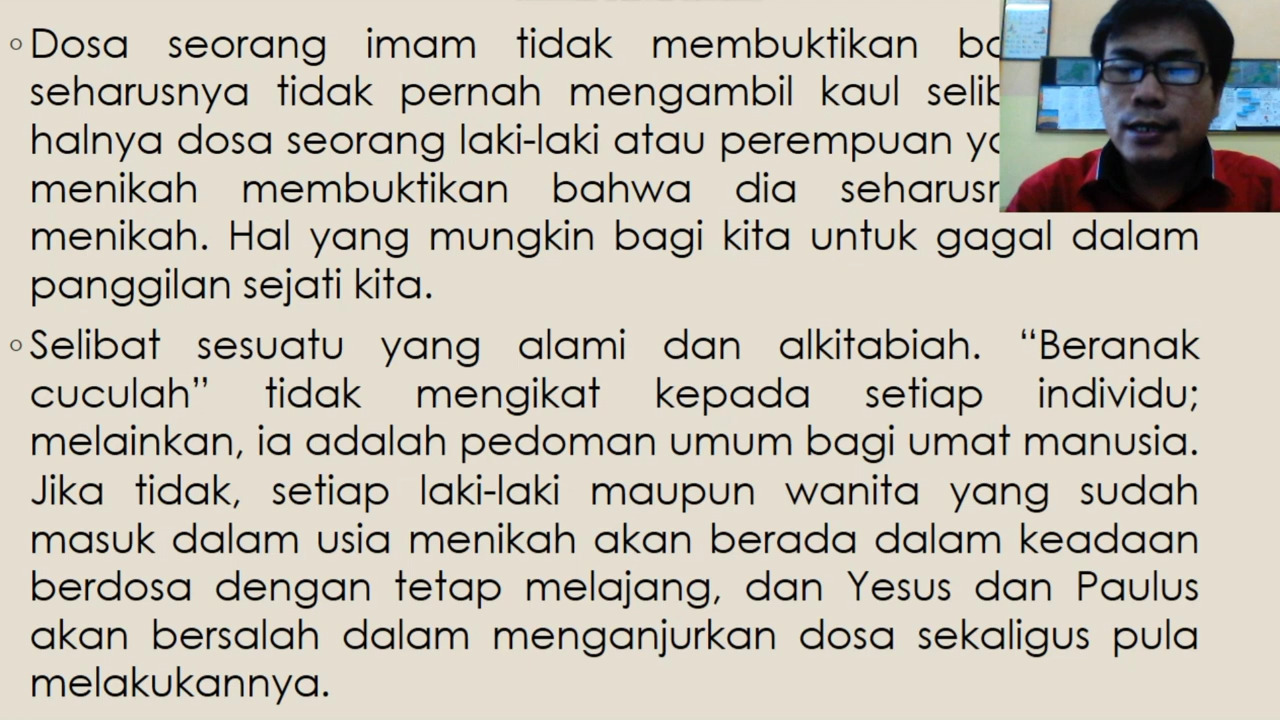 Dosa seorang imam tidak membuktikan
seharusnya tidak pernah mengambil kaul
halnya dosa seorang laki-laki atau perempuan
menikah membuktikan bahwa dia
menikah. Hal yang mungkin bagi kita untuk gagal dalam
panggilan sejati kita.
Selibat sesuatu yang alami dan alkitabiah. “Beranak
cuculah” tidak mengikat kepada setiap individu;
melainkan, ia adalah pedoman umum bagi umat manusia.
Jika tidak, setiap laki-laki maupun wanita yang sudah
masuk dalam usia menikah akan berada dalam keadaan
berdosa dengan tetap melajang, dan Yesus dan Paulus
akan bersalah dalam menganjurkan dosa sekaligus pula
melakukannya.